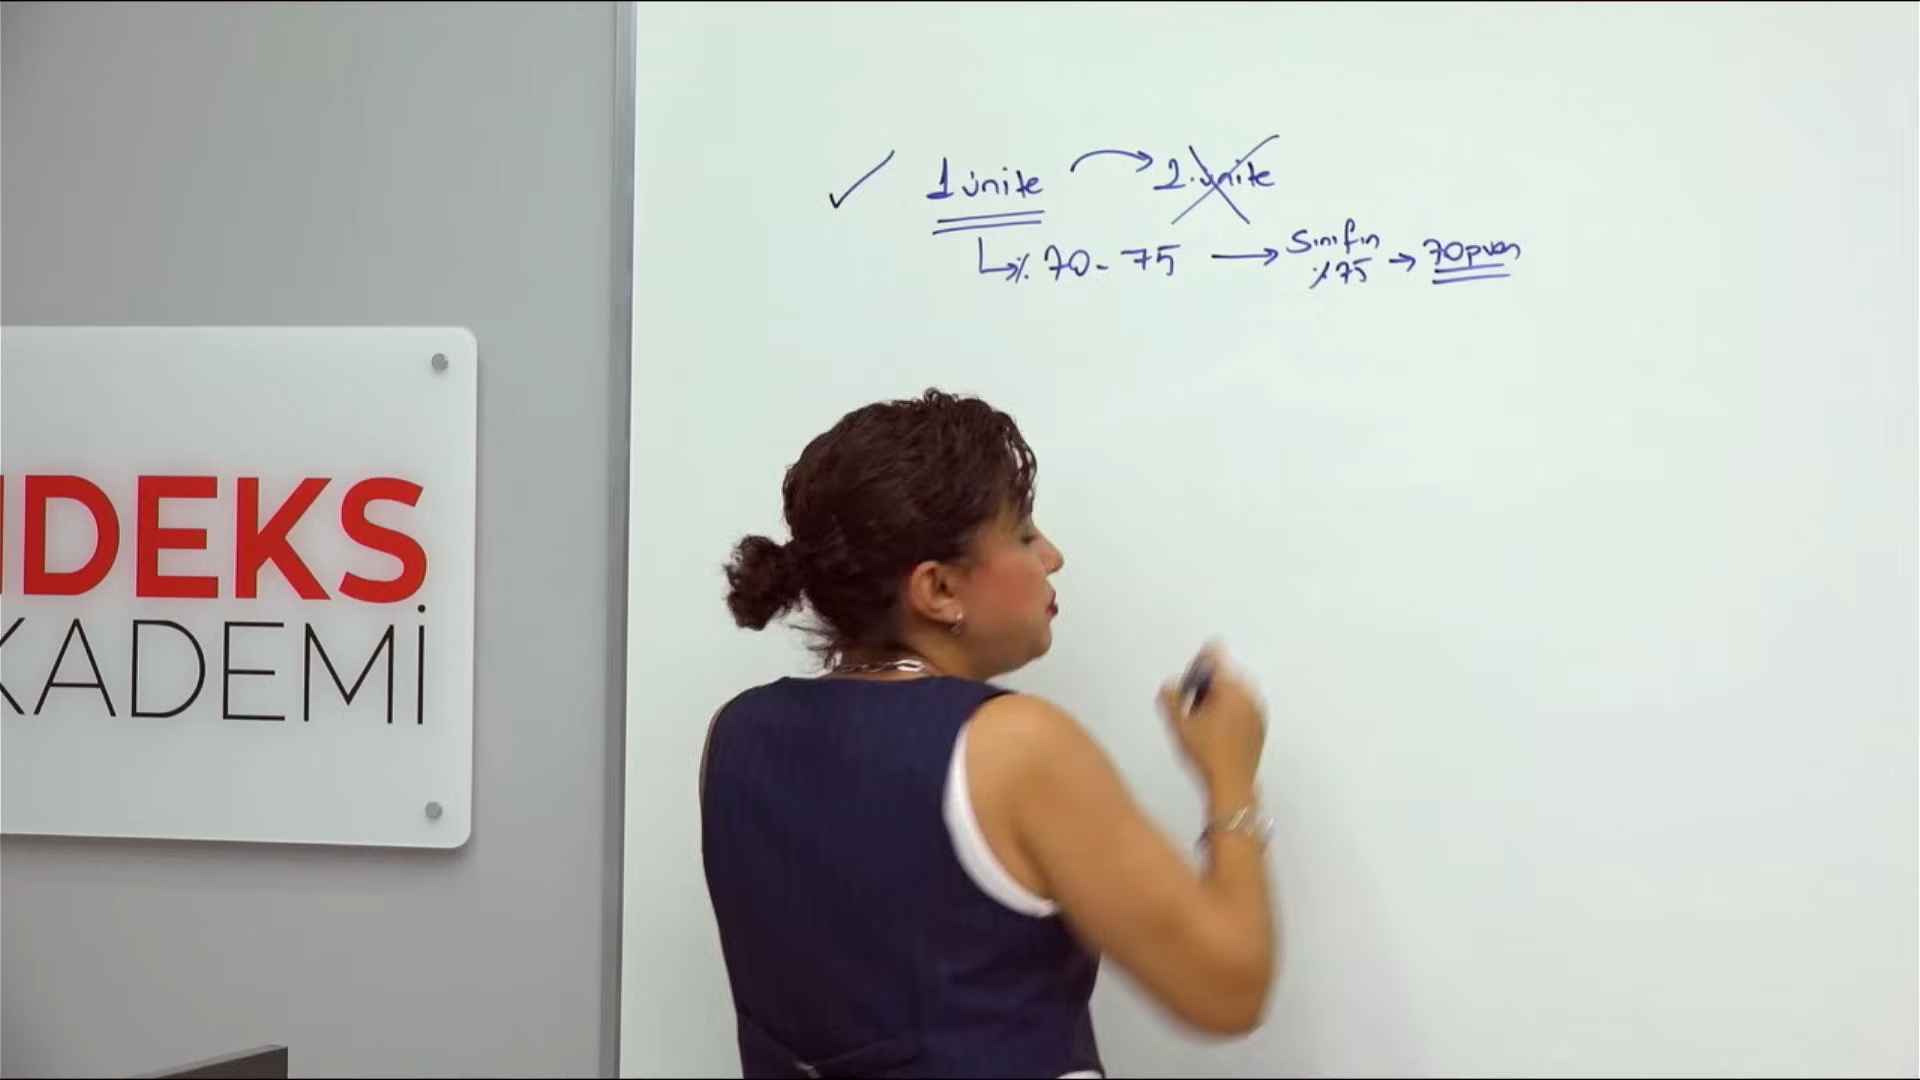 1 ünite → 2. ünite
% 70 - 75 → Sınıfın %75 → 70 puan
DEKS
KADEMİ